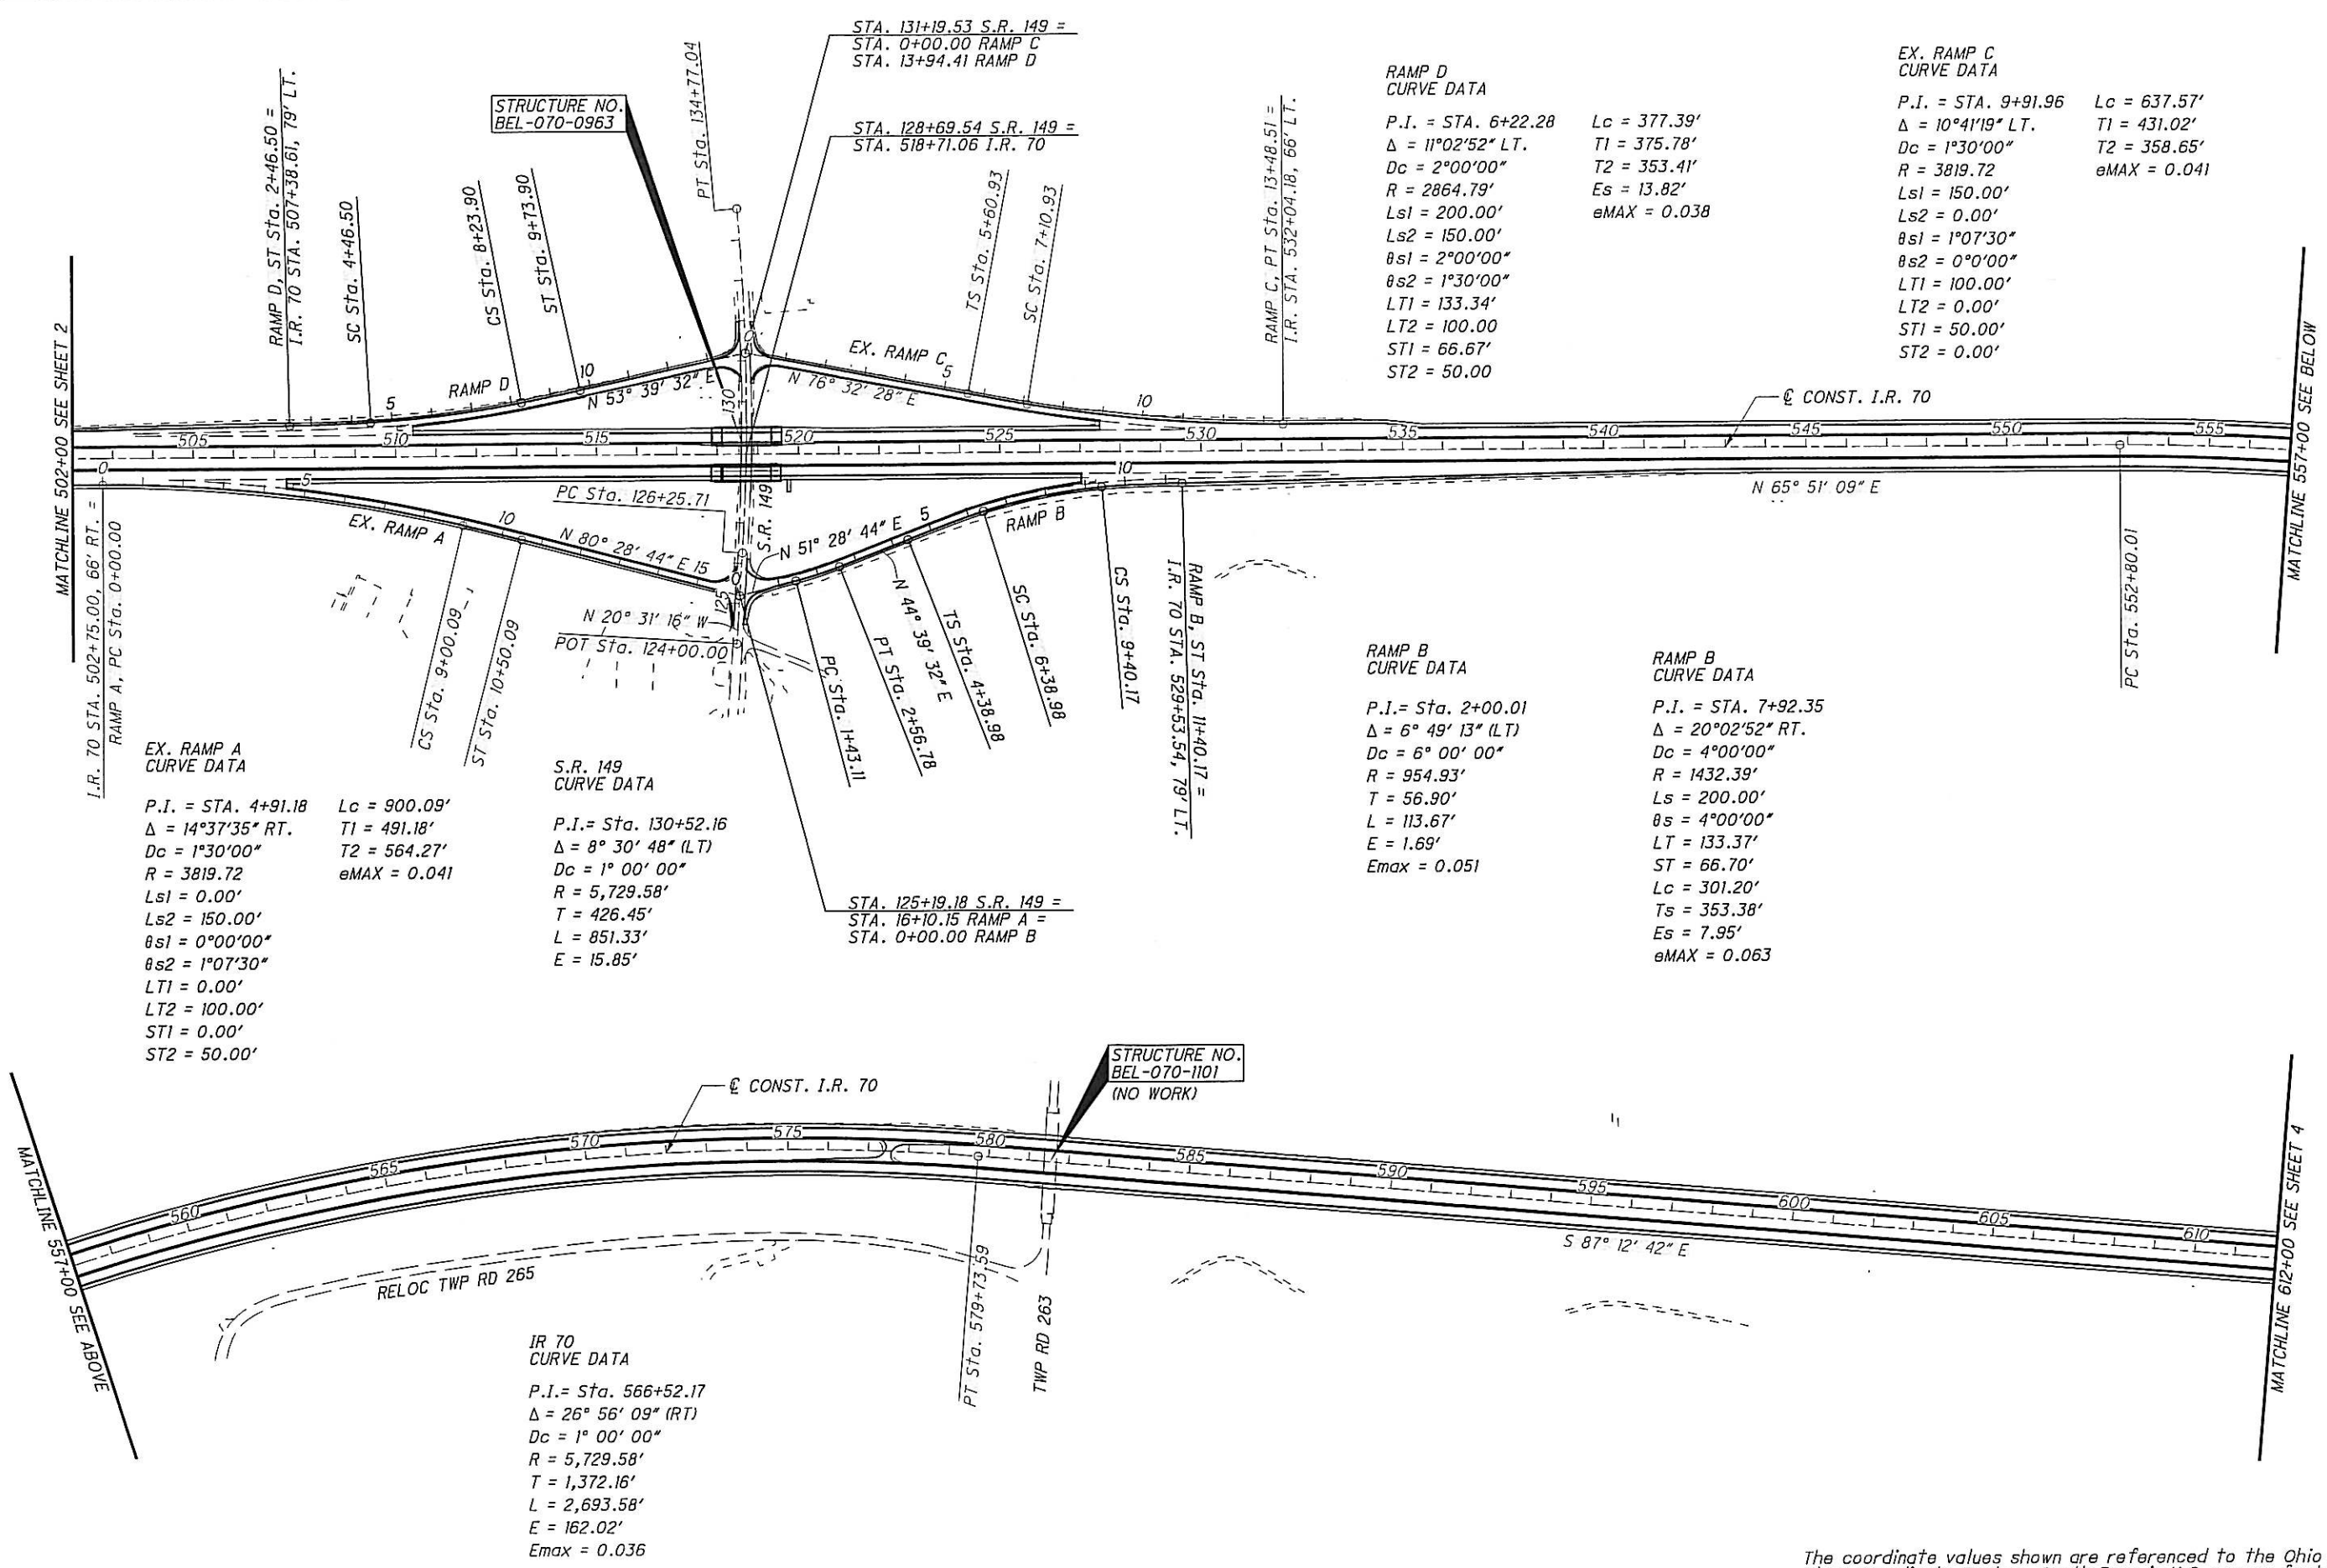 STA. 131+19.53 S.R. 149 =
STA. 0+00.00 RAMP C
STA. 13+94.41 RAMP D
STRUCTURE NO.
BEL-070-0963
STA. 128+69.54 S.R. 149 =
STA. 518+71.06 I.R. 70
PT Sta. 134+77.04
RAMP D, ST Sta. 2+46.50 =
I.R. 70 STA. 507+38.61, 79' LT.
SC Sta. 4+46.50
CS Sta. 8+23.90
ST Sta. 9+73.90
TS Sta. 5+60.93
SC Sta. 7+10.93
RAMP C, PT Sta. 13+48.51 =
I.R. STA. 532+04.18, 66' LT.
RAMP D
CURVE DATA
P.I. = STA. 6+22.28
Δ = 11°02'52" LT.
Dc = 2°00'00"
R = 2864.79'
Ls1 = 200.00'
Ls2 = 150.00'
θs1 = 2°00'00"
θs2 = 1°30'00"
LT1 = 133.34'
LT2 = 100.00
ST1 = 66.67'
ST2 = 50.00
Lc = 377.39'
T1 = 375.78'
T2 = 353.41'
Es = 13.82'
eMAX = 0.038
EX. RAMP C
CURVE DATA
P.I. = STA. 9+91.96
Δ = 10°41'19" LT.
Dc = 1°30'00"
R = 3819.72
Ls1 = 150.00'
Ls2 = 0.00'
θs1 = 1°07'30"
θs2 = 0°0'00"
LT1 = 100.00'
LT2 = 0.00'
ST1 = 50.00'
ST2 = 0.00'
Lc = 637.57'
T1 = 431.02'
T2 = 358.65'
eMAX = 0.041
MATCHLINE 502+00 SEE SHEET 2
RAMP D
5
10
N 53° 39' 32" E
130
0
EX. RAMP C
5
10
N 76° 32' 28" E
℄ CONST. I.R. 70
505
510
515
520
525
530
535
540
545
550
555
MATCHLINE 557+00 SEE BELOW
0
5
10
EX. RAMP A
N 80° 28' 44" E
15
PC Sta. 126+25.71
S.R. 149
0
125
N 51° 28' 44" E
5
RAMP B
10
N 65° 51' 09" E
N 20° 31' 16" W
POT Sta. 124+00.00
N 44° 39' 32" E
I.R. 70 STA. 502+75.00, 66' RT. =
RAMP A, PC Sta. 0+00.00
CS Sta. 9+00.09
ST Sta. 10+50.09
PC Sta. 1+43.11
PT Sta. 2+56.78
TS Sta. 4+38.98
SC Sta. 6+38.98
CS Sta. 9+40.17
RAMP B, ST Sta. 11+40.17 =
I.R. 70 STA. 529+53.54, 79' LT.
PC Sta. 552+80.01
EX. RAMP A
CURVE DATA
P.I. = STA. 4+91.18
Δ = 14°37'35" RT.
Dc = 1°30'00"
R = 3819.72
Ls1 = 0.00'
Ls2 = 150.00'
θs1 = 0°00'00"
θs2 = 1°07'30"
LT1 = 0.00'
LT2 = 100.00'
ST1 = 0.00'
ST2 = 50.00'
Lc = 900.09'
T1 = 491.18'
T2 = 564.27'
eMAX = 0.041
S.R. 149
CURVE DATA
P.I.= Sta. 130+52.16
Δ = 8° 30' 48" (LT)
Dc = 1° 00' 00"
R = 5,729.58'
T = 426.45'
L = 851.33'
E = 15.85'
STA. 125+19.18 S.R. 149 =
STA. 16+10.15 RAMP A =
STA. 0+00.00 RAMP B
RAMP B
CURVE DATA
P.I.= Sta. 2+00.01
Δ = 6° 49' 13" (LT)
Dc = 6° 00' 00"
R = 954.93'
T = 56.90'
L = 113.67'
E = 1.69'
Emax = 0.051
RAMP B
CURVE DATA
P.I. = STA. 7+92.35
Δ = 20°02'52" RT.
Dc = 4°00'00"
R = 1432.39'
Ls = 200.00'
θs = 4°00'00"
LT = 133.37'
ST = 66.70'
Lc = 301.20'
Ts = 353.38'
Es = 7.95'
eMAX = 0.063
MATCHLINE 557+00 SEE ABOVE
℄ CONST. I.R. 70
STRUCTURE NO.
BEL-070-1101
(NO WORK)
560
565
570
575
580
585
590
595
600
605
610
S 87° 12' 42" E
MATCHLINE 612+00 SEE SHEET 4
RELOC TWP RD 265
PT Sta. 579+73.59
TWP RD 263
IR 70
CURVE DATA
P.I.= Sta. 566+52.17
Δ = 26° 56' 09" (RT)
Dc = 1° 00' 00"
R = 5,729.58'
T = 1,372.16'
L = 2,693.58'
E = 162.02'
Emax = 0.036
The coordinate values shown are referenced to the Ohio